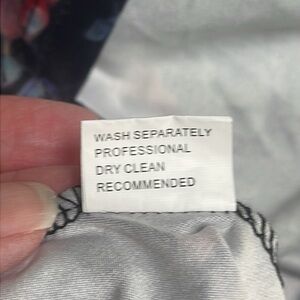 WASH SEPARATELY
PROFESSIONAL
DRY CLEAN
RECOMMENDED